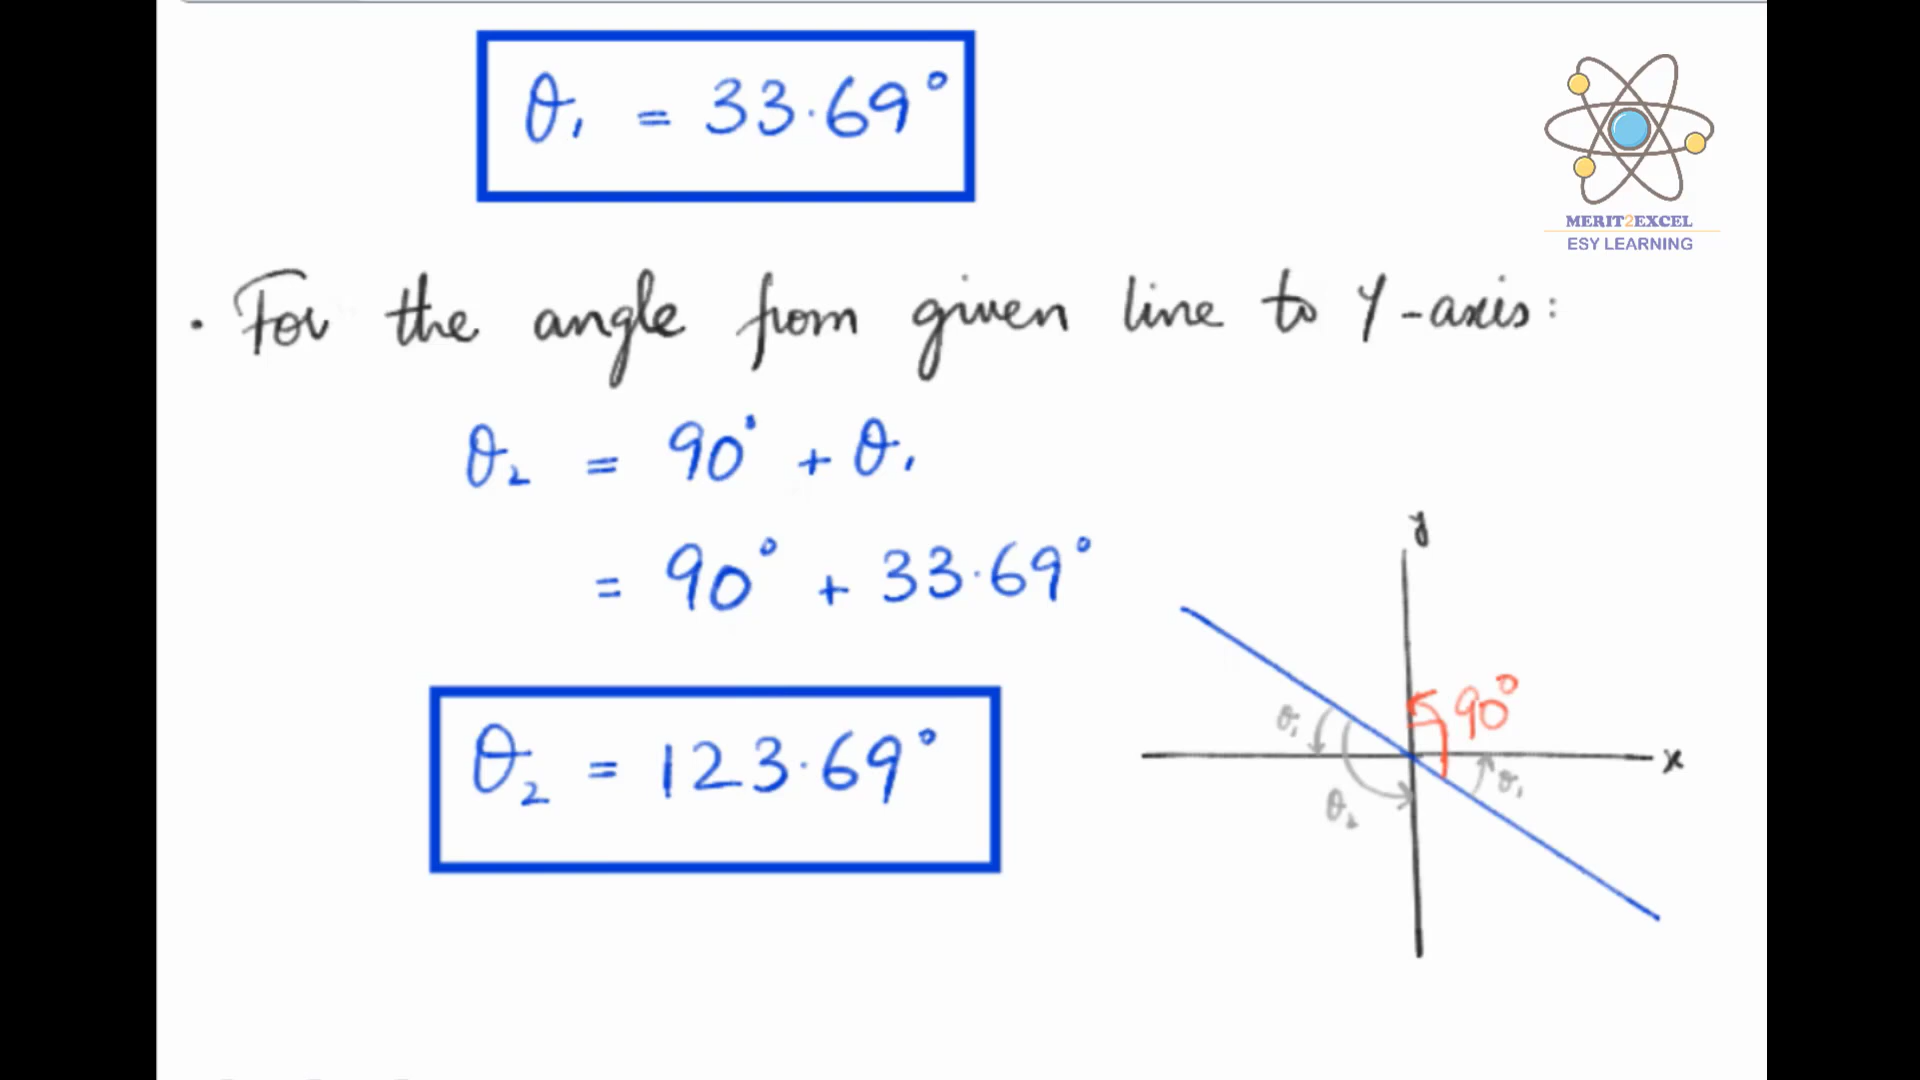 θ₁ = 33.69°
MERIT2EXCEL
ESY LEARNING
. For the angle from given line to Y-axis:
θ₂ = 90° + θ₁
= 90° + 33.69°
θ₂ = 123.69°
y
90°
θ₁
x
θ₁
θ₂